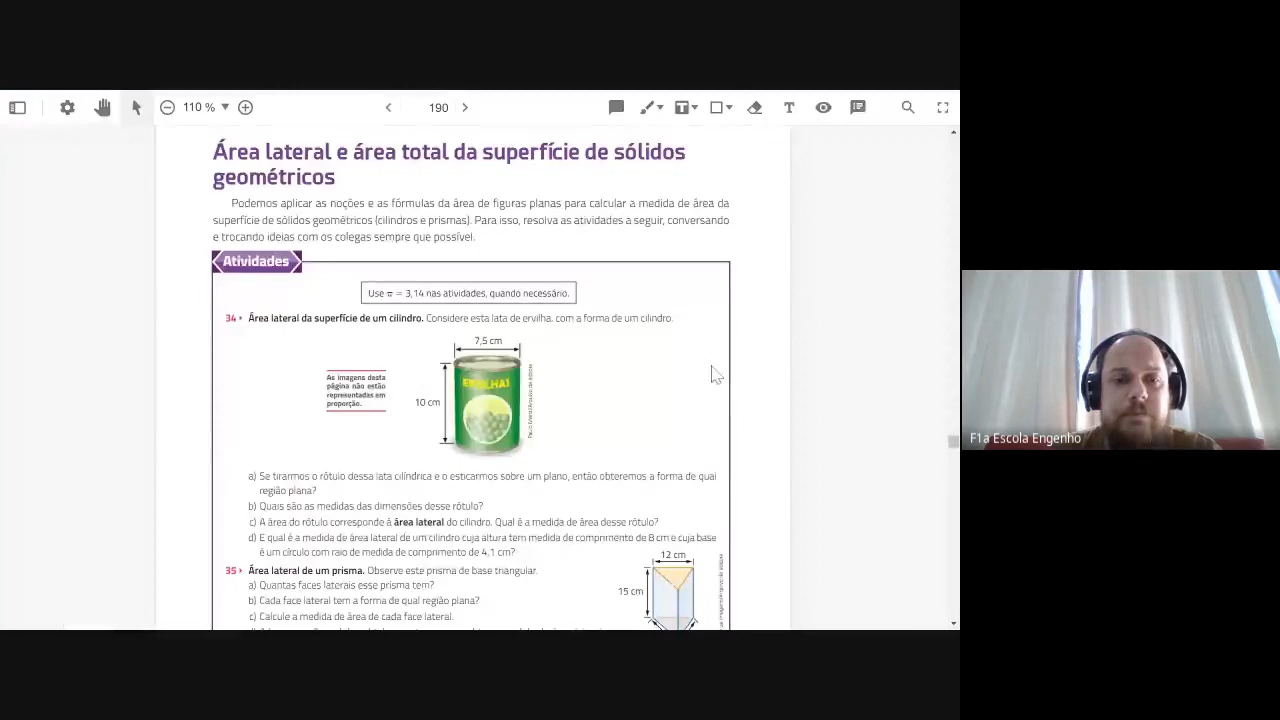 110 %
190
Área lateral e área total da superfície de sólidos
geométricos
Podemos aplicar as noções e as fórmulas da área de figuras planas para calcular a medida de área da
superfície de sólidos geométricos (cilindros e prismas). Para isso, resolva as atividades a seguir, conversando
e trocando ideias com os colegas sempre que possível.
Atividades
Use π = 3,14 nas atividades, quando necessário.
34 Área lateral da superfície de um cilindro. Considere esta lata de ervilha, com a forma de um cilindro.
7,5 cm
As imagens desta
página não estão
representadas em
proporção.
10 cm
ERVILHAS
a) Se tirarmos o rótulo dessa lata cilíndrica e o esticarmos sobre um plano, então obteremos a forma de qual
região plana?
b) Quais são as medidas das dimensões desse rótulo?
c) A área do rótulo corresponde à área lateral do cilindro. Qual é a medida de área desse rótulo?
d) E qual é a medida de área lateral de um cilindro cuja altura tem medida de comprimento de 8 cm e cuja base
é um círculo com raio de medida de comprimento de 4,1 cm?
12 cm
35 Área lateral de um prisma. Observe este prisma de base triangular.
a) Quantas faces laterais esse prisma tem?
15 cm
b) Cada face lateral tem a forma de qual região plana?
c) Calcule a medida de área de cada face lateral.
F1a Escola Engenho